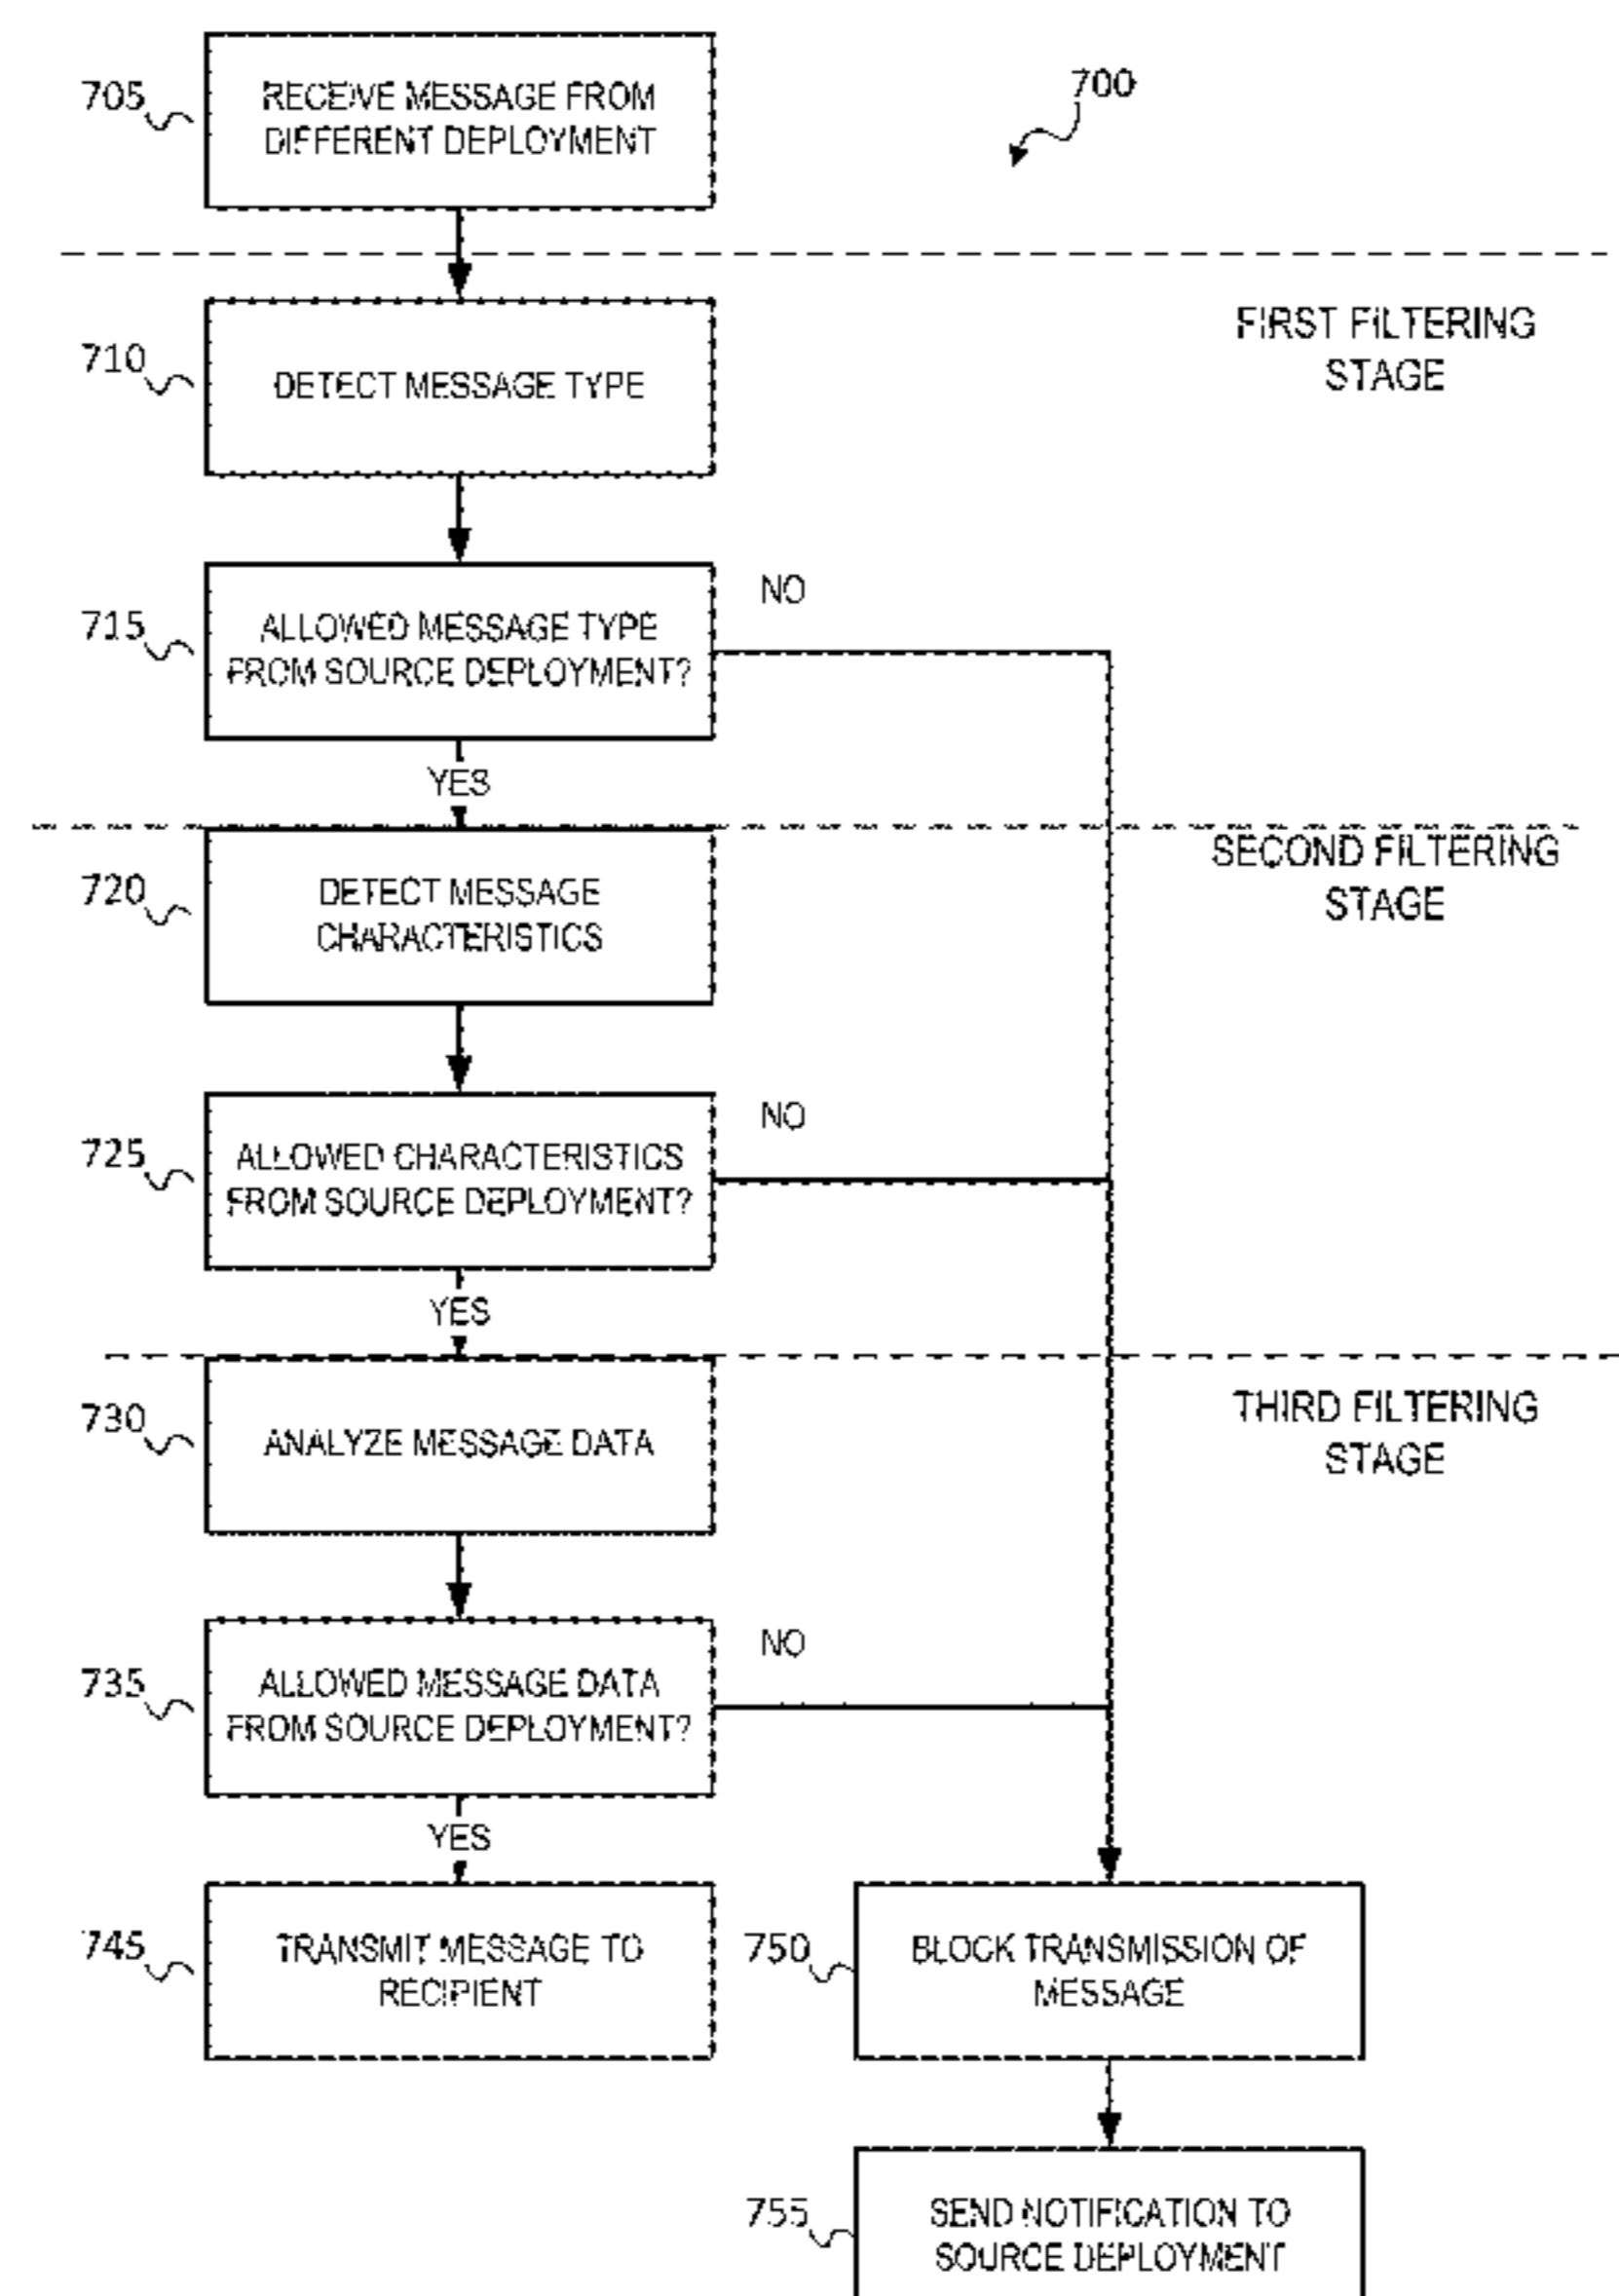 705
RECEIVE MESSAGE FROM
DIFFERENT DEPLOYMENT
700
FIRST FILTERING
STAGE
710
DETECT MESSAGE TYPE
715
ALLOWED MESSAGE TYPE
FROM SOURCE DEPLOYMENT?
NO
YES
SECOND FILTERING
STAGE
720
DETECT MESSAGE
CHARACTERISTICS
725
ALLOWED CHARACTERISTICS
FROM SOURCE DEPLOYMENT?
NO
YES
THIRD FILTERING
STAGE
730
ANALYZE MESSAGE DATA
735
ALLOWED MESSAGE DATA
FROM SOURCE DEPLOYMENT?
NO
YES
745
TRANSMIT MESSAGE TO
RECIPIENT
750
BLOCK TRANSMISSION OF
MESSAGE
755
SEND NOTIFICATION TO
SOURCE DEPLOYMENT